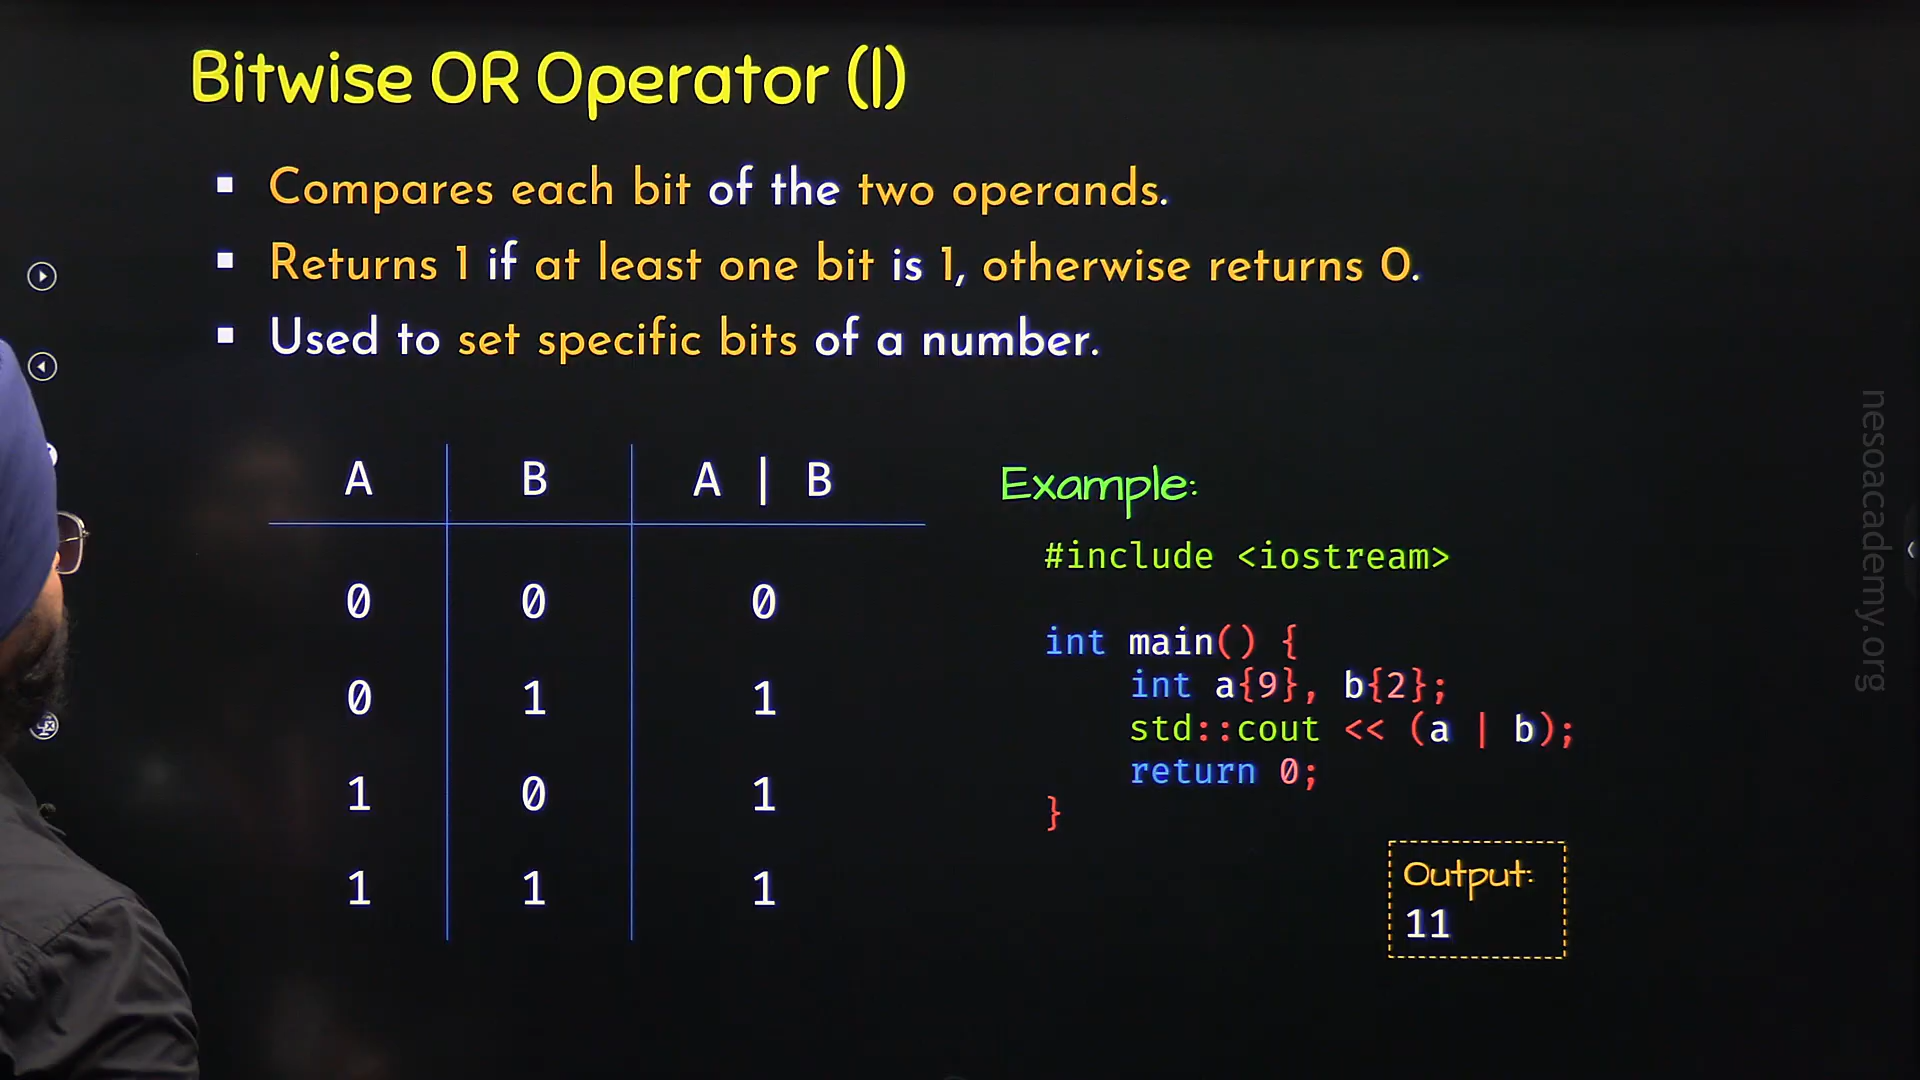 Bitwise OR Operator (|)
▪ Compares each bit of the two operands.
▪ Returns 1 if at least one bit is 1, otherwise returns 0.
▪ Used to set specific bits of a number.
A B A | B
0 0 0
0 1 1
1 0 1
1 1 1
Example:
#include <iostream>
int main() {
int a{9}, b{2};
std::cout << (a | b);
return 0;
}
Output:
11
nesoacademy.org